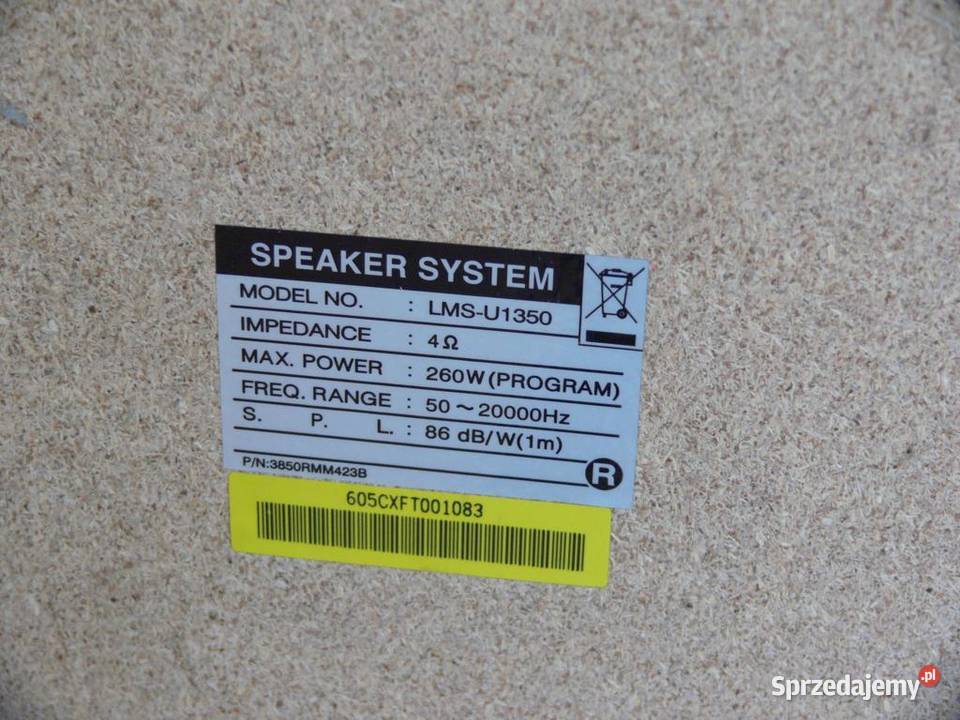 SPEAKER SYSTEM
MODEL NO. : LMS-U1350
IMPEDANCE : 4Ω
MAX. POWER : 260W(PROGRAM)
FREQ. RANGE : 50~20000Hz
S. P. L. : 86 dB/W(1m)
P/N:3850RMM423B
R
605CXFT001083
Sprzedajemy.pl